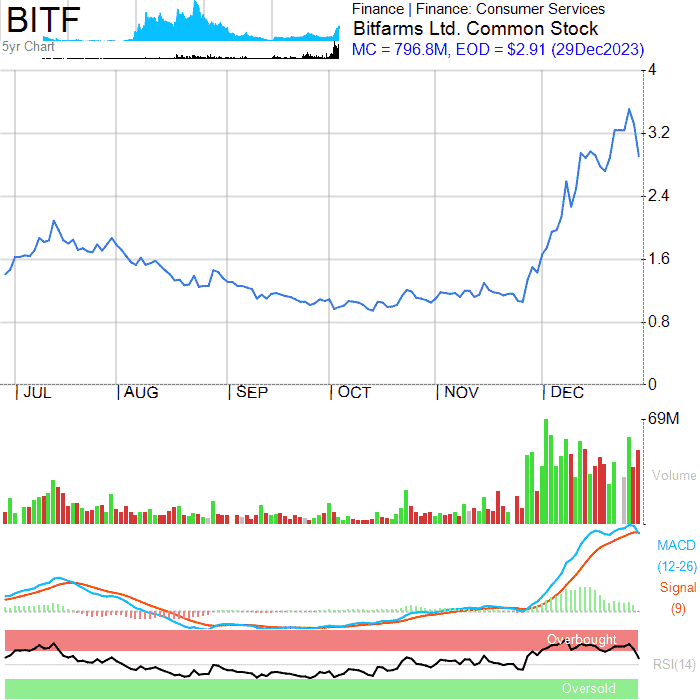 BITF
5yr Chart
Finance | Finance: Consumer Services
Bitfarms Ltd. Common Stock
MC = 796.8M, EOD = $2.91 (29Dec2023)
4
3.2
2.4
1.6
0.8
0
|JUL |AUG |SEP |OCT |NOV |DEC
69M
Volume
MACD
(12-26)
Signal
(9)
Overbought
RSI(14)
Oversold